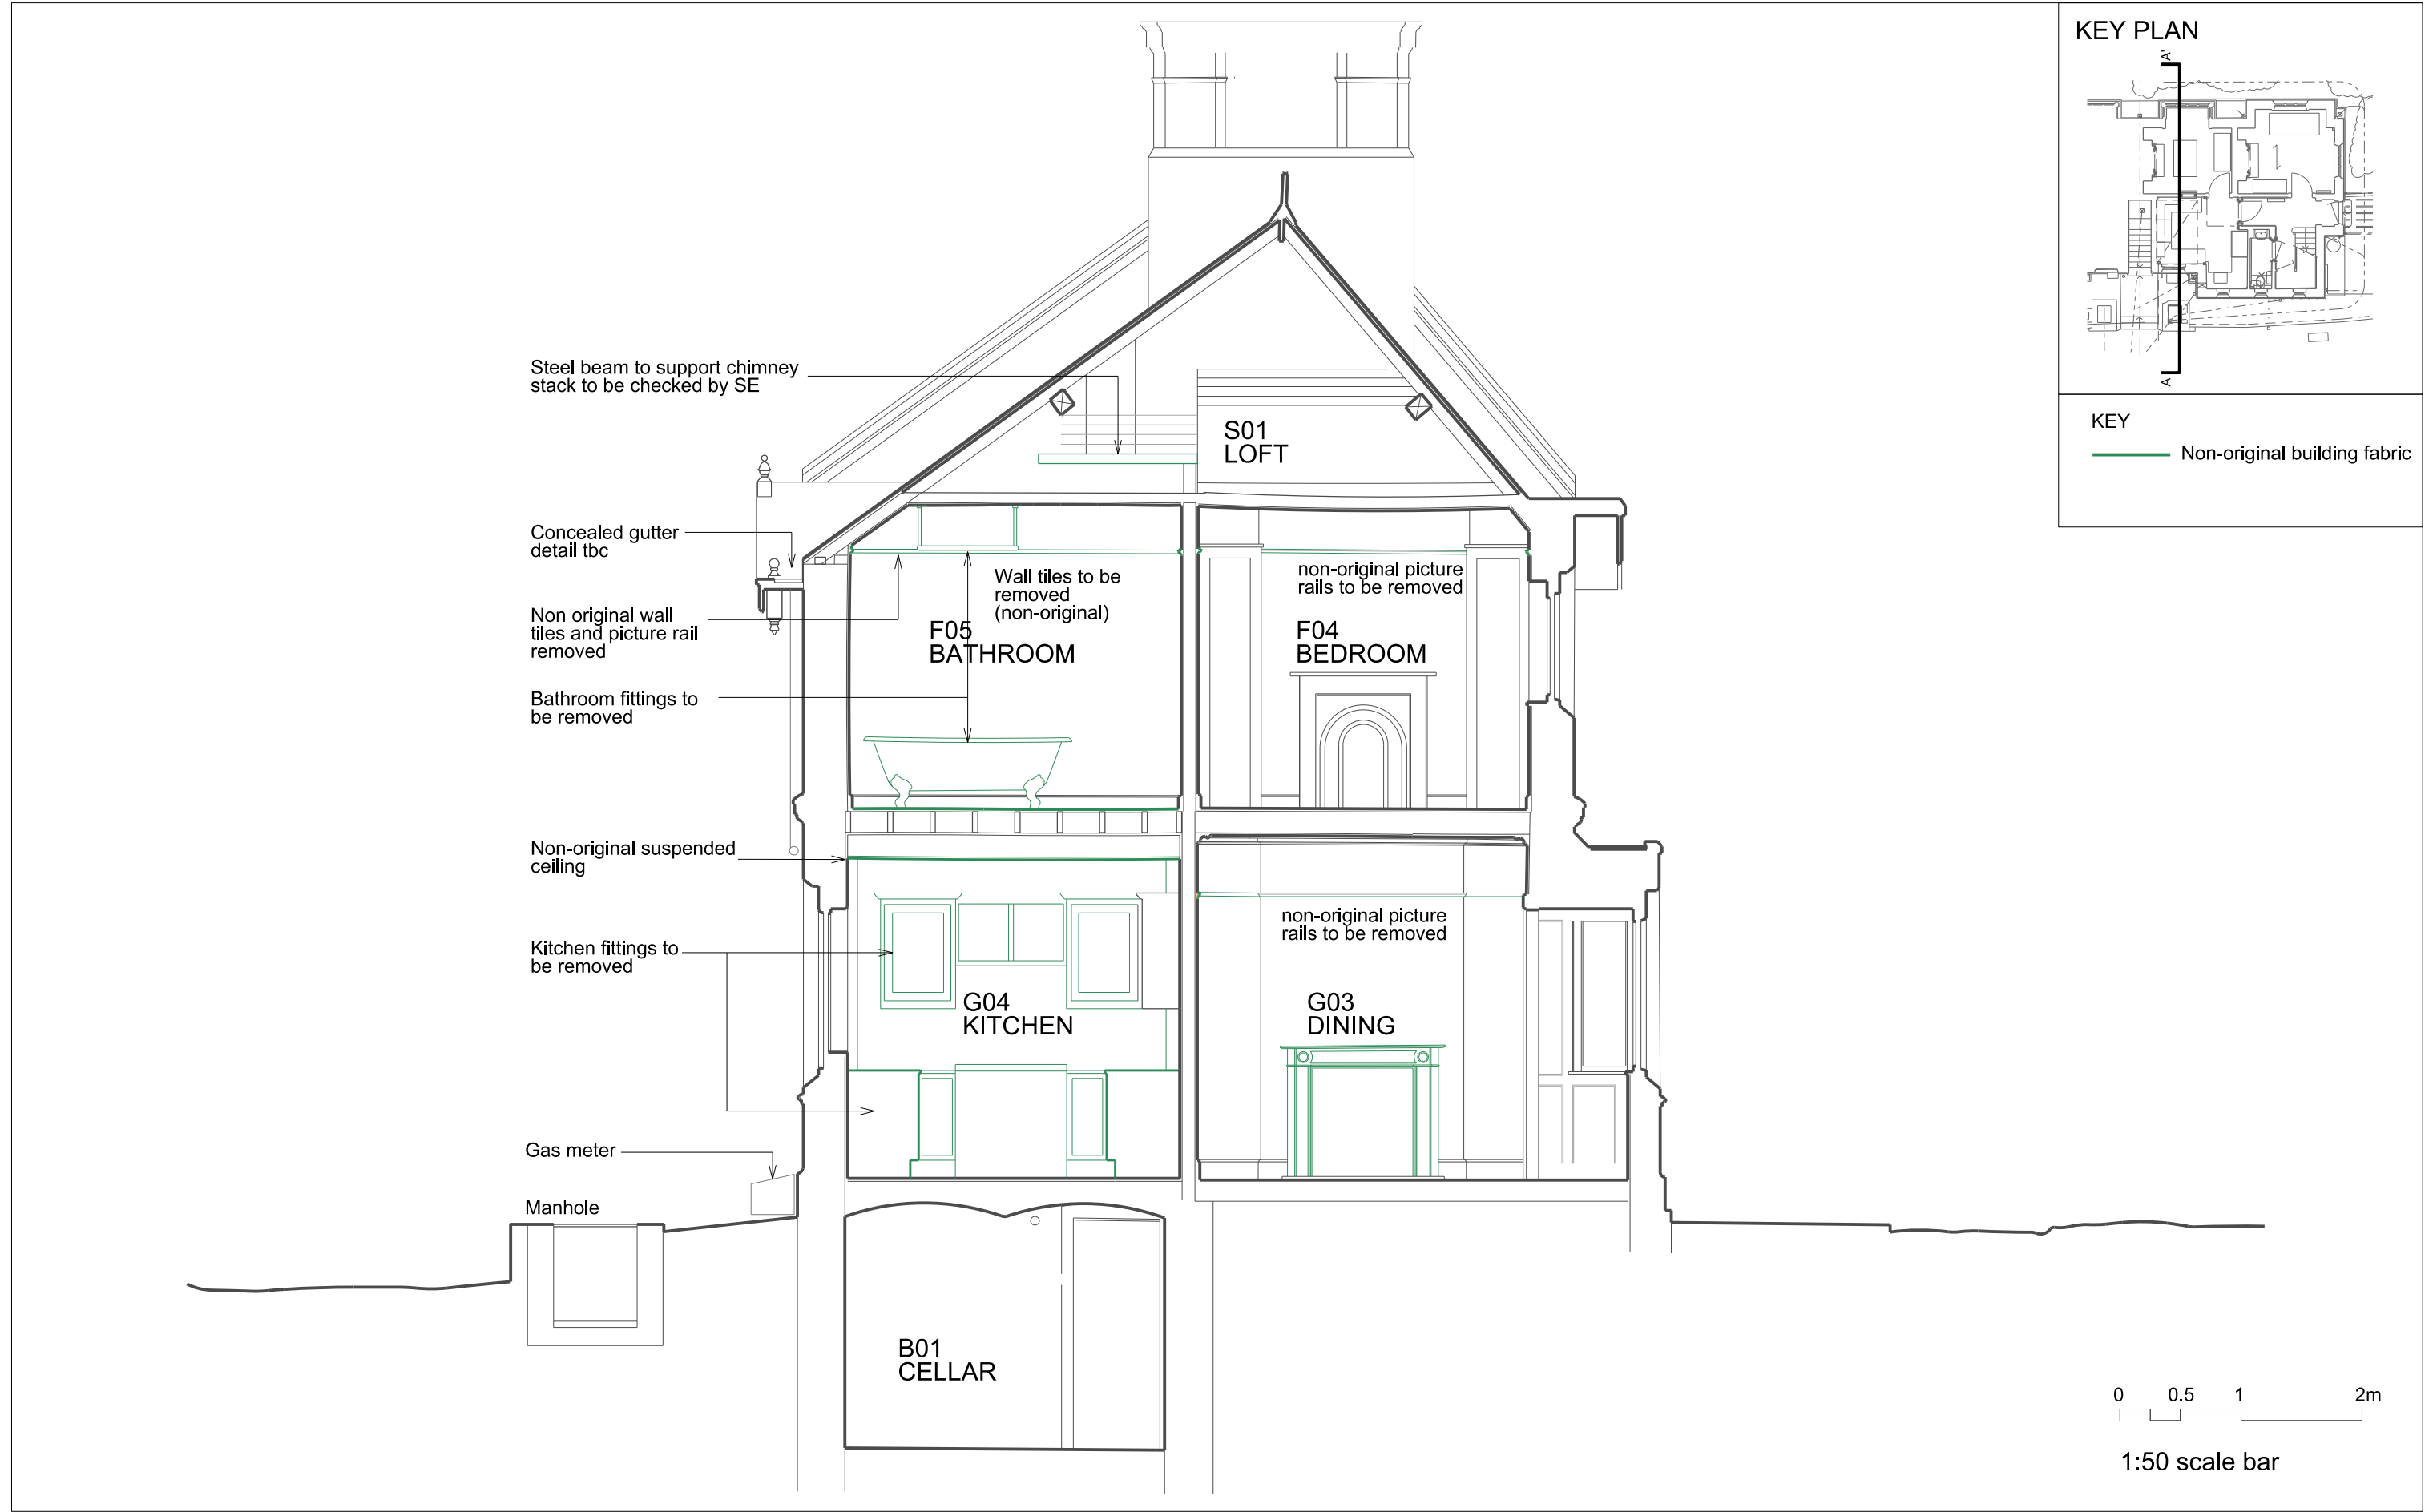 KEY PLAN
A
A
KEY
Non-original building fabric
Steel beam to support chimney
stack to be checked by SE
S01
LOFT
Concealed gutter
detail tbc
Wall tiles to be
removed
(non-original)
non-original picture
rails to be removed
Non original wall
tiles and picture rail
removed
F05
BATHROOM
F04
BEDROOM
Bathroom fittings to
be removed
Non-original suspended
ceiling
non-original picture
rails to be removed
Kitchen fittings to
be removed
G04
KITCHEN
G03
DINING
Gas meter
Manhole
B01
CELLAR
0 0.5 1 2m
1:50 scale bar